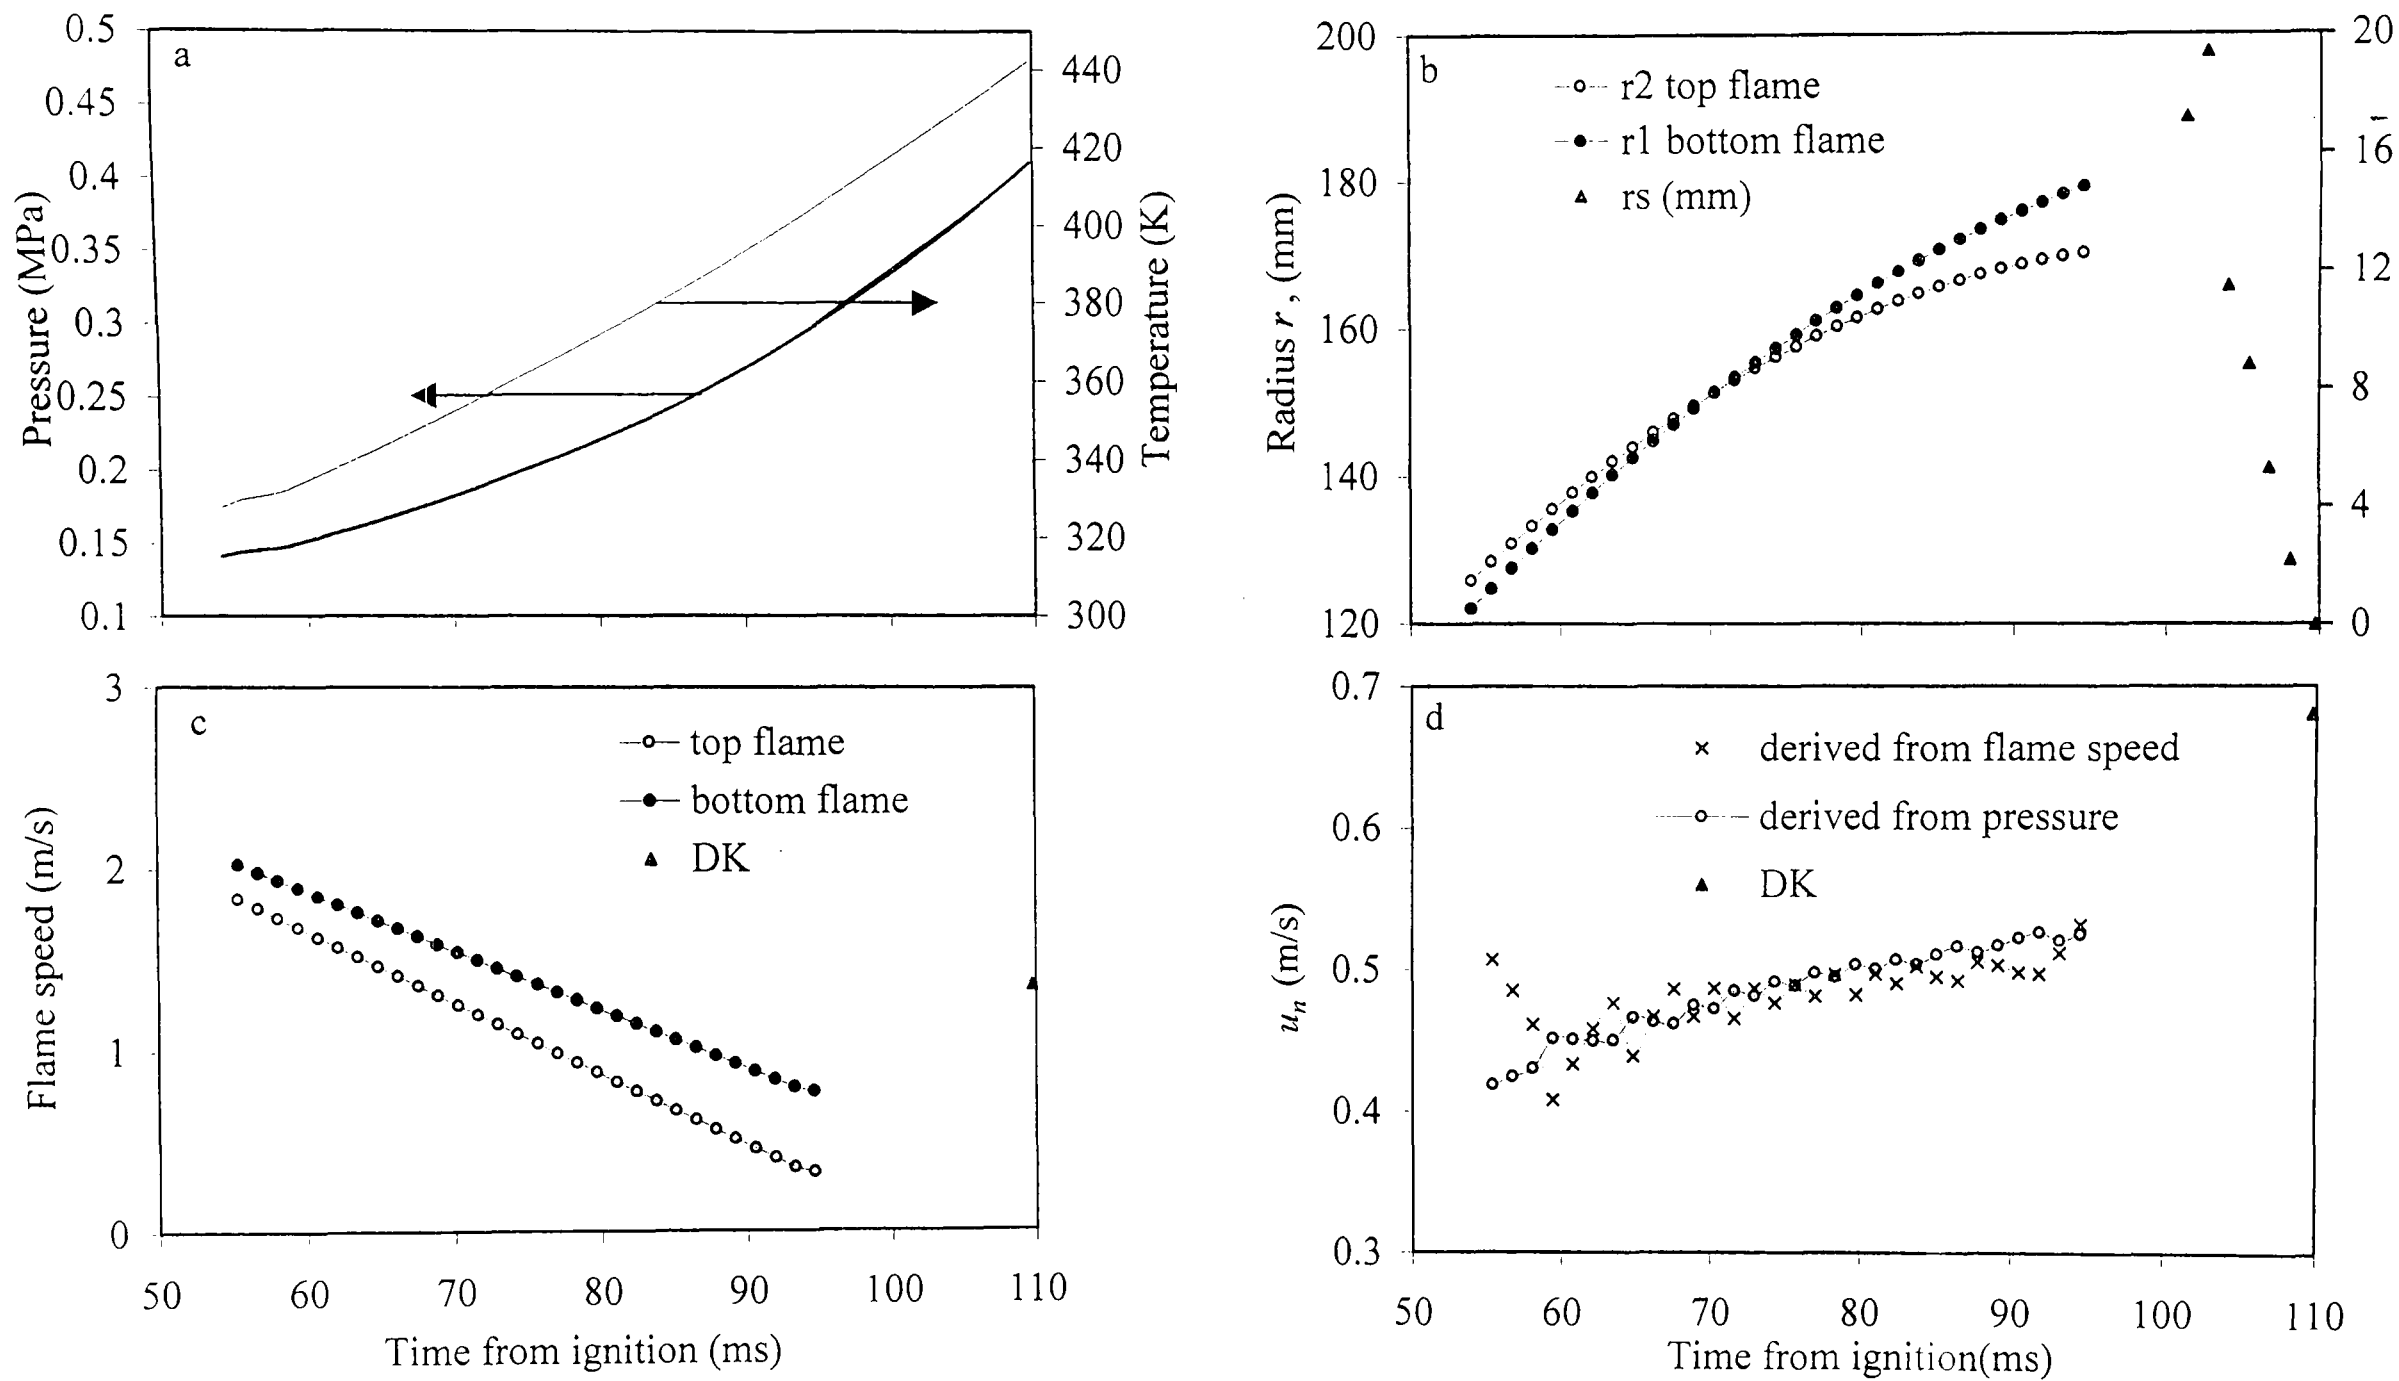 a
0.5
0.45
0.4
0.35
0.3
0.25
0.2
0.15
0.1
Pressure (MPa)
440
420
400
380
360
340
320
300
Temperature (K)
b
r2 top flame
r1 bottom flame
rs (mm)
200
180
160
140
120
Radius r, (mm)
20
16
12
8
4
0
c
top flame
bottom flame
DK
3
2
1
0
Flame speed (m/s)
50 60 70 80 90 100 110
Time from ignition (ms)
d
derived from flame speed
derived from pressure
DK
0.7
0.6
0.5
0.4
0.3
un (m/s)
50 60 70 80 90 100 110
Time from ignition(ms)